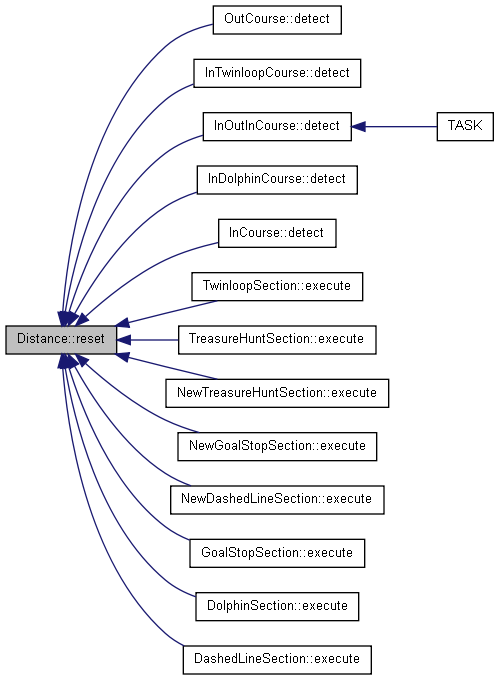 OutCourse::detect
InTwinloopCourse::detect
InOutInCourse::detect
TASK
InDolphinCourse::detect
InCourse::detect
TwinloopSection::execute
Distance::reset
TreasureHuntSection::execute
NewTreasureHuntSection::execute
NewGoalStopSection::execute
NewDashedLineSection::execute
GoalStopSection::execute
DolphinSection::execute
DashedLineSection::execute